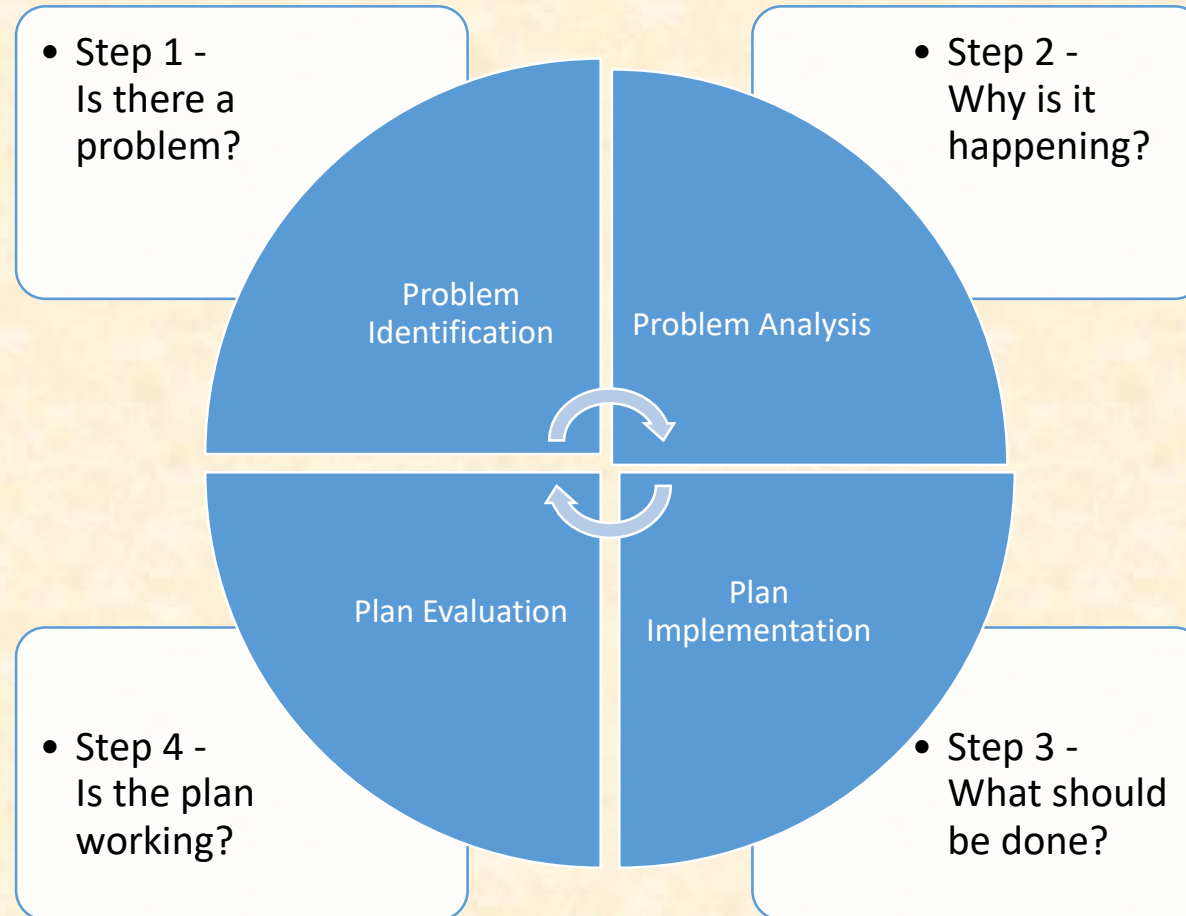 • Step 1 -
Is there a
problem?
• Step 2 -
Why is it
happening?
Problem
Identification
Problem Analysis
Plan Evaluation
Plan
Implementation
• Step 4 -
Is the plan
working?
• Step 3 -
What should
be done?